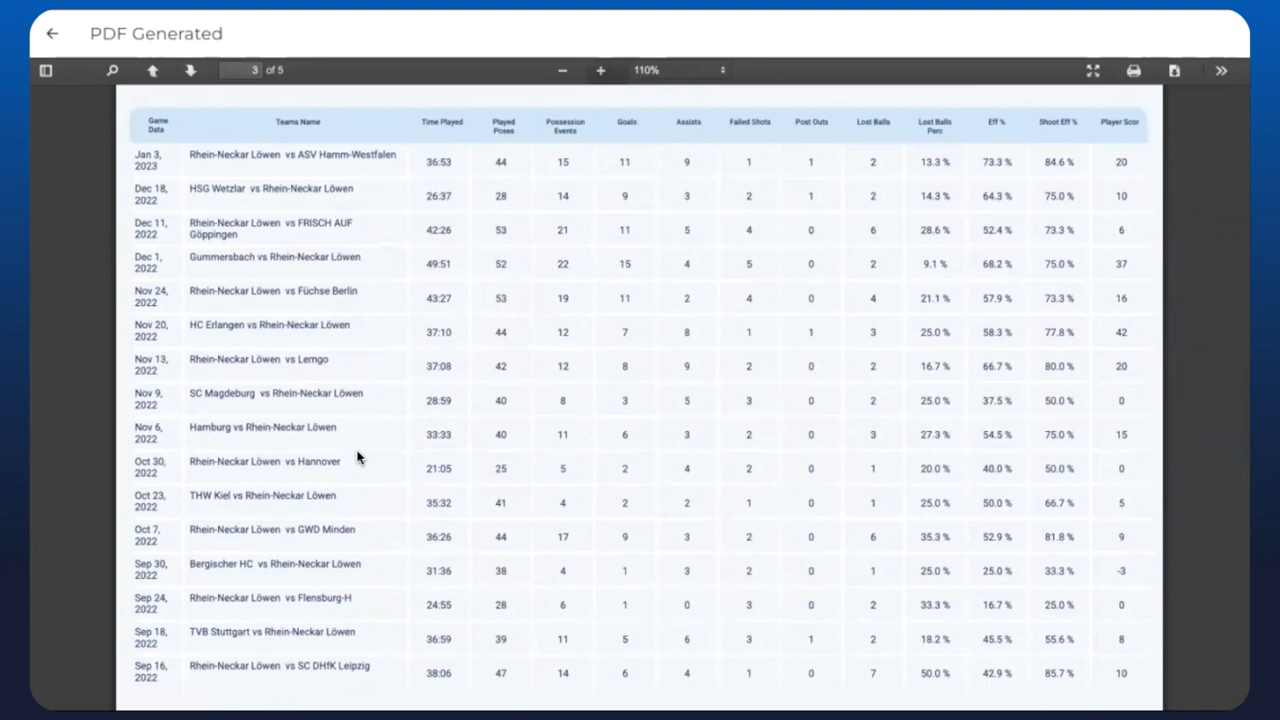 PDF Generated
3 of 5 110%
Game Data Teams Name Time Played Played Poses Possession Events Goals Assists Failed Shots Post Outs Lost Balls Lost Balls Perc Eff % Shoot Eff % Player Scor
Jan 3, 2023 Rhein-Neckar Löwen vs ASV Hamm-Westfalen 36:53 44 15 11 9 1 1 2 13.3 % 73.3 % 84.6 % 20
Dec 18, 2022 HSG Wetzlar vs Rhein-Neckar Löwen 26:37 28 14 9 3 2 1 2 14.3 % 64.3 % 75.0 % 10
Dec 11, 2022 Rhein-Neckar Löwen vs FRISCH AUF Göppingen 42:26 53 21 11 5 4 0 6 28.6 % 52.4 % 73.3 % 6
Dec 1, 2022 Gummersbach vs Rhein-Neckar Löwen 49:51 52 22 15 4 5 0 2 9.1 % 68.2 % 75.0 % 37
Nov 24, 2022 Rhein-Neckar Löwen vs Füchse Berlin 43:27 53 19 11 2 4 0 4 21.1 % 57.9 % 73.3 % 16
Nov 20, 2022 HC Erlangen vs Rhein-Neckar Löwen 37:10 44 12 7 8 1 1 3 25.0 % 58.3 % 77.8 % 42
Nov 13, 2022 Rhein-Neckar Löwen vs Lemgo 37:08 42 12 8 9 2 0 2 16.7 % 66.7 % 80.0 % 20
Nov 9, 2022 SC Magdeburg vs Rhein-Neckar Löwen 28:59 40 8 3 5 3 0 2 25.0 % 37.5 % 50.0 % 0
Nov 6, 2022 Hamburg vs Rhein-Neckar Löwen 33:33 40 11 6 3 2 0 3 27.3 % 54.5 % 75.0 % 15
Oct 30, 2022 Rhein-Neckar Löwen vs Hannover 21:05 25 5 2 4 2 0 1 20.0 % 40.0 % 50.0 % 0
Oct 23, 2022 THW Kiel vs Rhein-Neckar Löwen 35:32 41 4 2 2 1 0 1 25.0 % 50.0 % 66.7 % 5
Oct 7, 2022 Rhein-Neckar Löwen vs GWD Minden 36:26 44 17 9 3 2 0 6 35.3 % 52.9 % 81.8 % 9
Sep 30, 2022 Bergischer HC vs Rhein-Neckar Löwen 31:36 38 4 1 3 2 0 1 25.0 % 25.0 % 33.3 % -3
Sep 24, 2022 Rhein-Neckar Löwen vs Flensburg-H 24:55 28 6 1 0 3 0 2 33.3 % 16.7 % 25.0 % 0
Sep 18, 2022 TVB Stuttgart vs Rhein-Neckar Löwen 36:59 39 11 5 6 3 1 2 18.2 % 45.5 % 55.6 % 8
Sep 16, 2022 Rhein-Neckar Löwen vs SC DHfK Leipzig 38:06 47 14 6 4 1 0 7 50.0 % 42.9 % 85.7 % 10